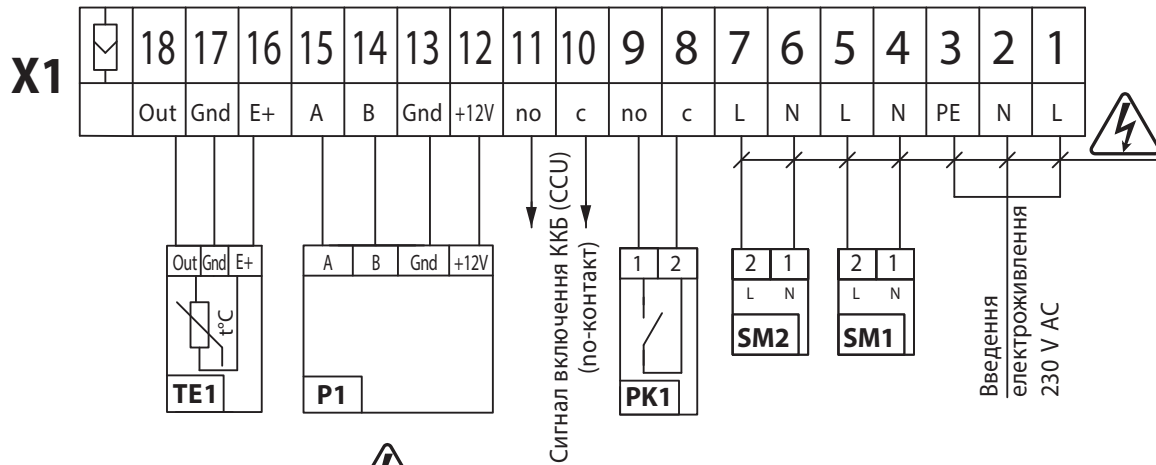 X1
18 17 16 15 14 13 12 11 10 9 8 7 6 5 4 3 2 1
Out Gnd E+ A B Gnd +12V no c no c L N L N PE N L
Out Gnd E+
t°C
TE1
A B Gnd +12V
P1
Сигнал включення ККБ (CCU)
(no-контакт)
1 2
PK1
2 1
L N
SM2
2 1
L N
SM1
Введення
електроживлення
230 V AC